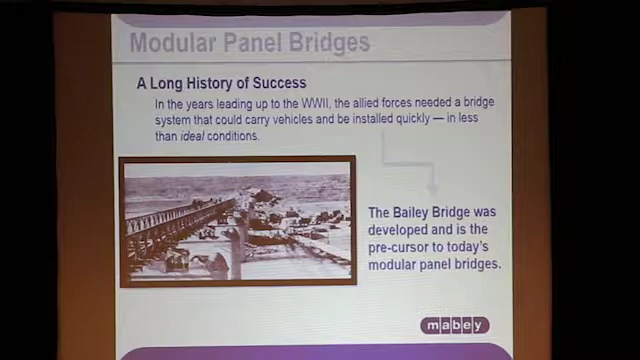 Modular Panel Bridges
A Long History of Success
In the years leading up to the WWII, the allied forces needed a bridge
system that could carry vehicles and be installed quickly — in less
than ideal conditions.
The Bailey Bridge was
developed and is the
pre-cursor to today's
modular panel bridges.
mabey